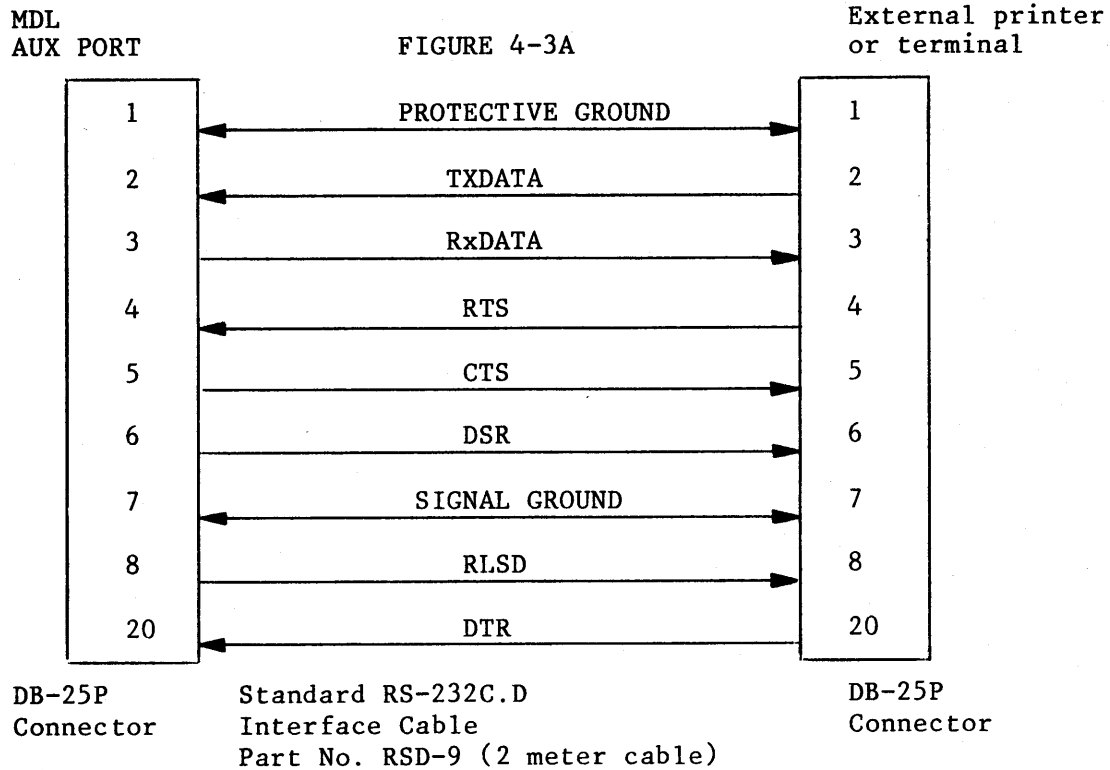 MDL
AUX PORT
FIGURE 4-3A
External printer
or terminal
1 PROTECTIVE GROUND 1
2 TXDATA 2
3 RxDATA 3
4 RTS 4
5 CTS 5
6 DSR 6
7 SIGNAL GROUND 7
8 RLSD 8
20 DTR 20
DB-25P
Connector
Standard RS-232C.D
Interface Cable
Part No. RSD-9 (2 meter cable)
DB-25P
Connector